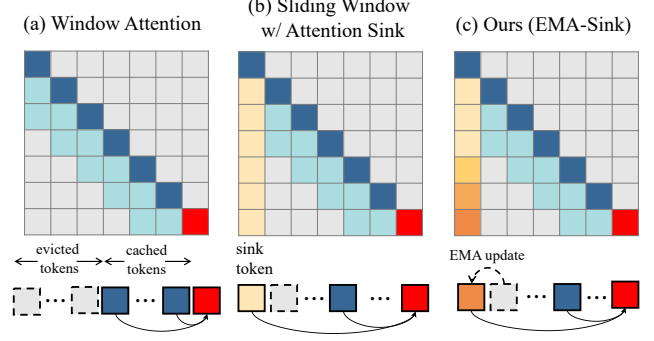 (a) Window Attention
(b) Sliding Window
w/ Attention Sink
(c) Ours (EMA-Sink)
evicted
tokens
cached
tokens
sink
token
EMA update